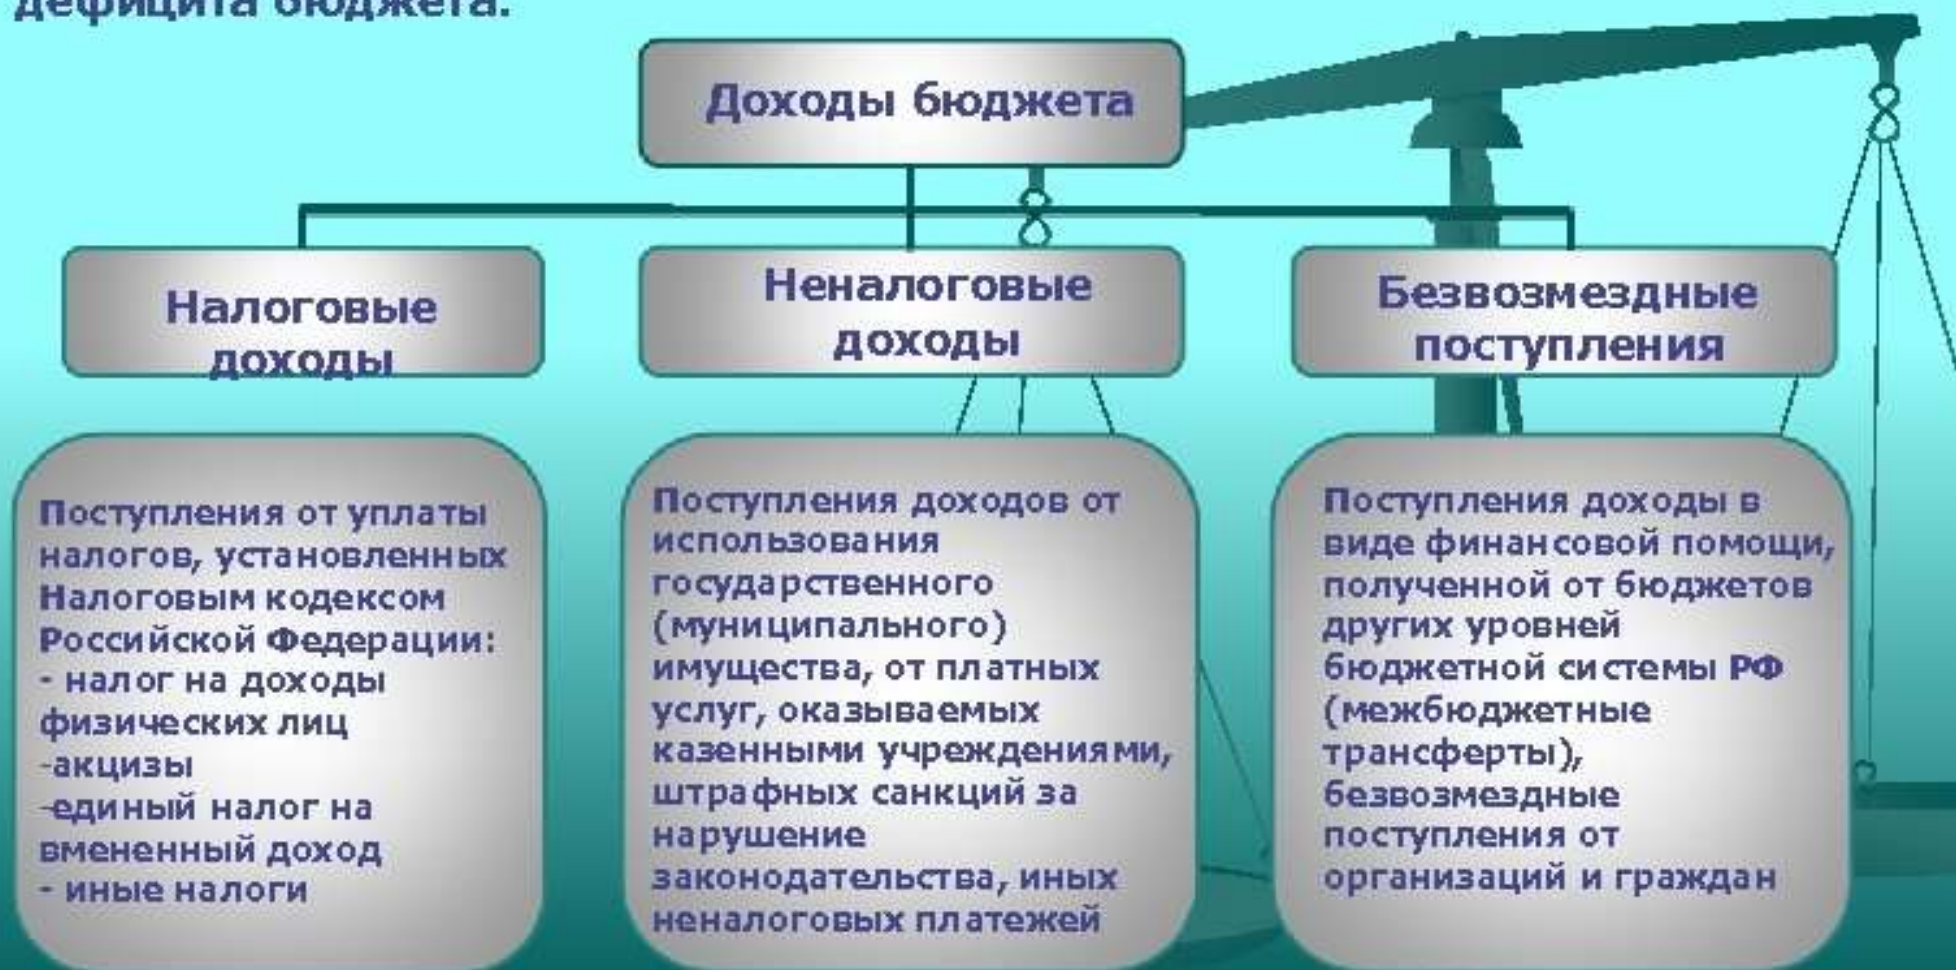 дефицита бюджета.
Доходы бюджета
Налоговые
доходы
Неналоговые
доходы
Безвозмездные
поступления
Поступления от уплаты
налогов, установленных
Налоговым кодексом
Российской Федерации:
- налог на доходы
физических лиц
-акцизы
-единый налог на
вмененный доход
- иные налоги
Поступления доходов от
использования
государственного
(муниципального)
имущества, от платных
услуг, оказываемых
казенными учреждениями,
штрафных санкций за
нарушение
законодательства, иных
неналоговых платежей
Поступления доходы в
виде финансовой помощи,
полученной от бюджетов
других уровней
бюджетной системы РФ
(межбюджетные
трансферты),
безвозмездные
поступления от
организаций и граждан